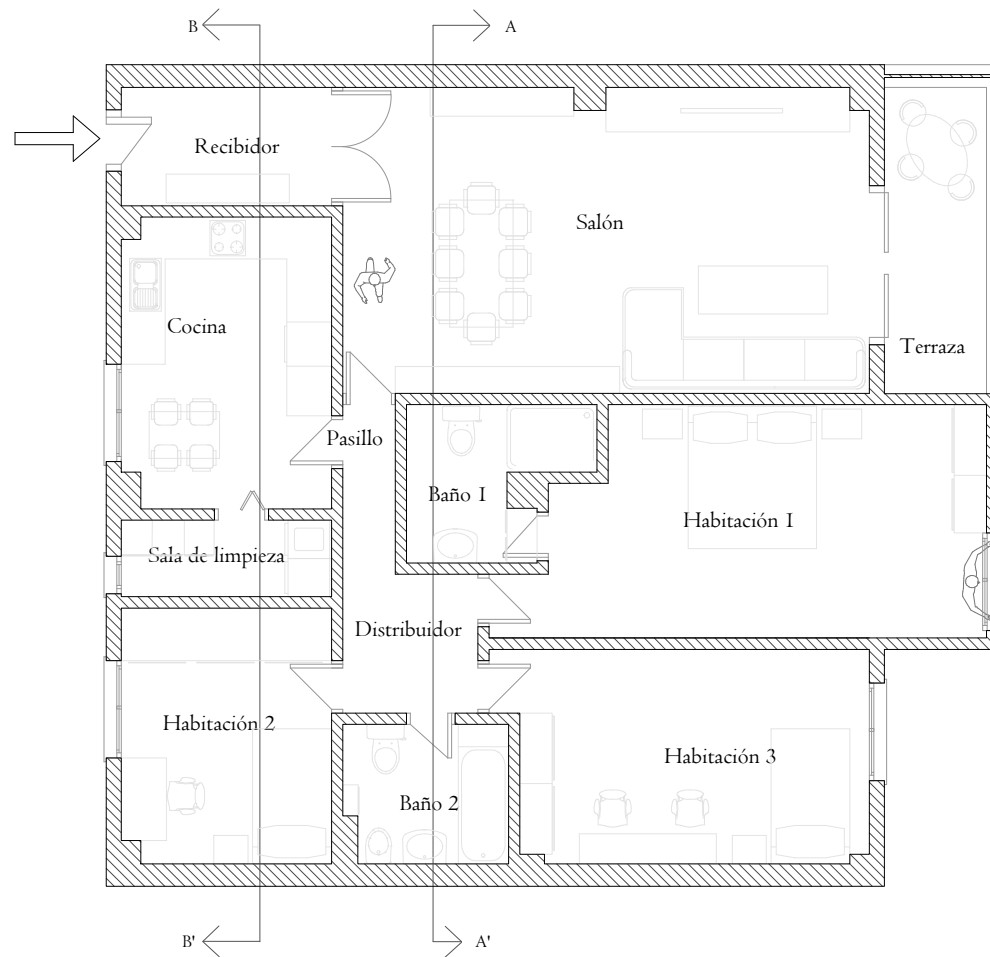 B
A
Recibidor
Salón
Cocina
Terraza
Pasillo
Baño 1
Habitación 1
Sala de limpieza
Distribuidor
Habitación 2
Habitación 3
Baño 2
B'
A'